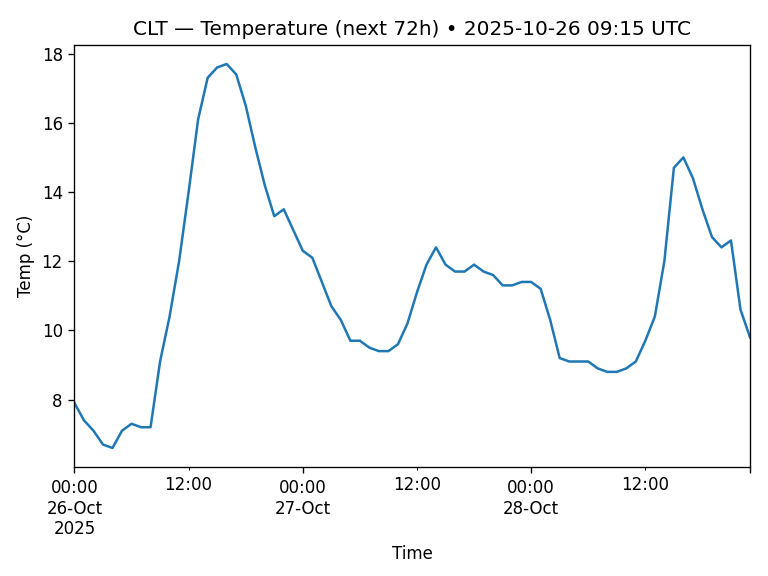 CLT — Temperature (next 72h) • 2025-10-26 09:15 UTC
18
16
14
12
10
8
Temp (°C)
00:00 12:00 00:00 12:00 00:00 12:00
26-Oct 27-Oct 28-Oct
2025
Time